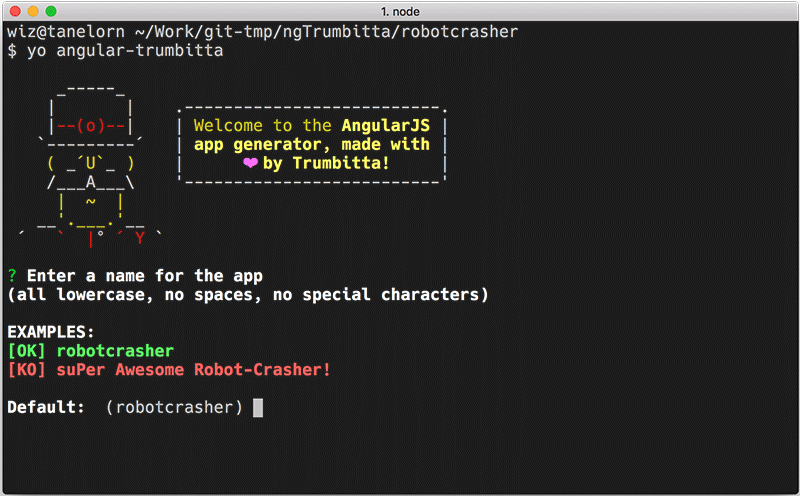 1. node
wiz@tanelorn ~/Work/git-tmp/ngTrumbitta/robotcrasher
$ yo angular-trumbitta
Welcome to the AngularJS
app generator, made with
❤ by Trumbitta!
? Enter a name for the app
(all lowercase, no spaces, no special characters)
EXAMPLES:
[OK] robotcrasher
[KO] suPer Awesome Robot-Crasher!
Default: (robotcrasher)